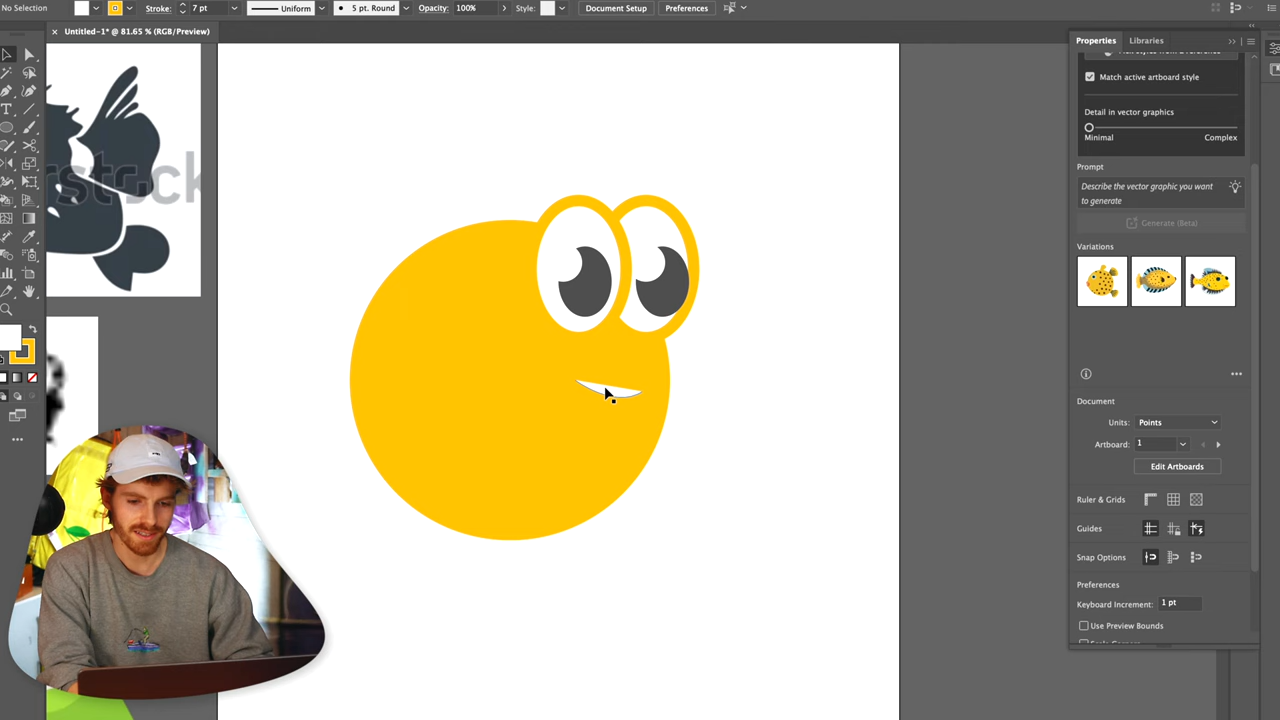 No Selection
Stroke: 7 pt
Uniform
5 pt. Round
Opacity: 100%
Style:
Document Setup
Preferences
× Untitled-1* @ 81.65 % (RGB/Preview)
Properties
Libraries
Match active artboard style
Detail in vector graphics
Minimal
Complex
Prompt
Describe the vector graphic you want
to generate
Generate (Beta)
Variations
Document
Units: Points
Artboard: 1
Edit Artboards
Ruler & Grids
Guides
Snap Options
Preferences
Keyboard Increment: 1 pt
Use Preview Bounds